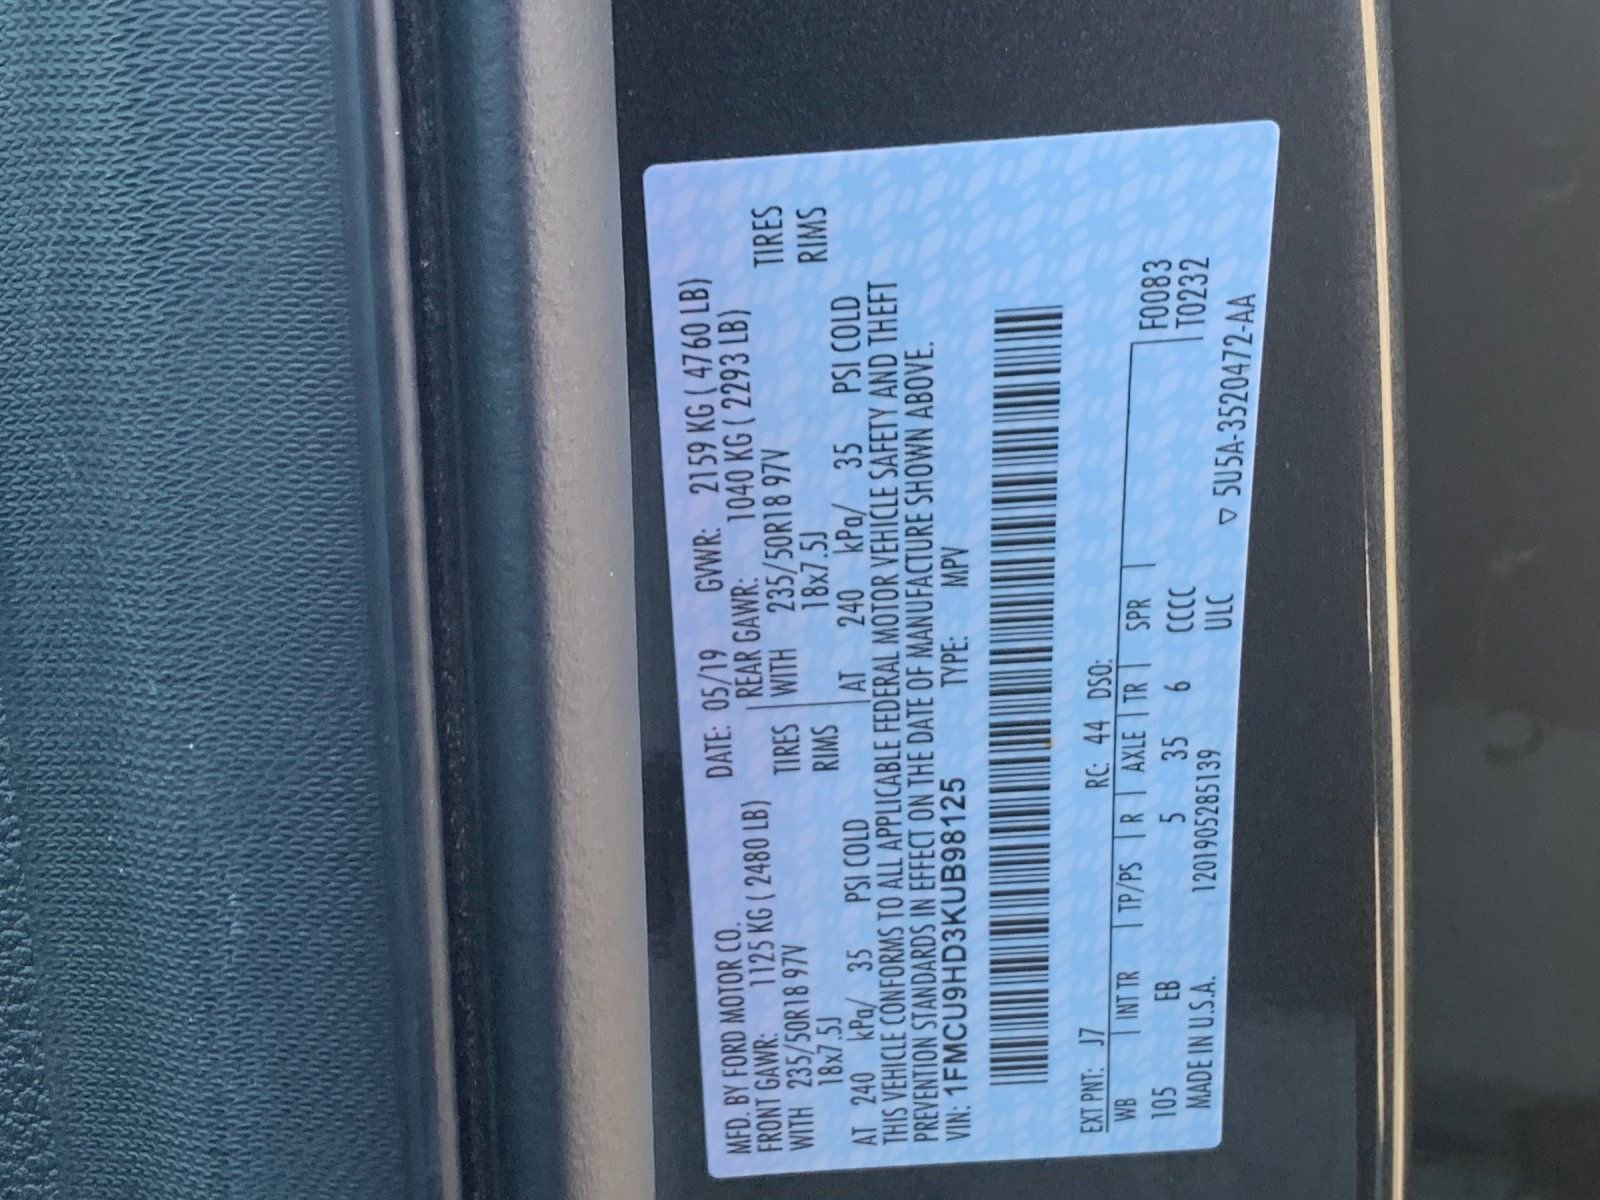 MFD. BY FORD MOTOR CO. DATE: 05/19 GVWR: 2159 KG ( 4760 LB)
FRONT GAWR: 1125 KG ( 2480 LB) REAR GAWR: 1040 KG ( 2293 LB)
WITH 235/50R18 97V TIRES WITH 235/50R18 97V TIRES
18x7.5J RIMS 18x7.5J RIMS
AT 240 kPa/ 35 PSI COLD AT 240 kPa/ 35 PSI COLD
THIS VEHICLE CONFORMS TO ALL APPLICABLE FEDERAL MOTOR VEHICLE SAFETY AND THEFT
PREVENTION STANDARDS IN EFFECT ON THE DATE OF MANUFACTURE SHOWN ABOVE.
VIN: 1FMCU9HD3KUB98125 TYPE: MPV
EXT PNT: J7 RC: 44 DSO:
WB | INT TR | TP/PS | R | AXLE | TR | SPR | F0083
105 EB 5 35 6 CCCC T0232
MADE IN U.S.A. 1201905285139 ULC
▽ 5U5A-3520472-AA